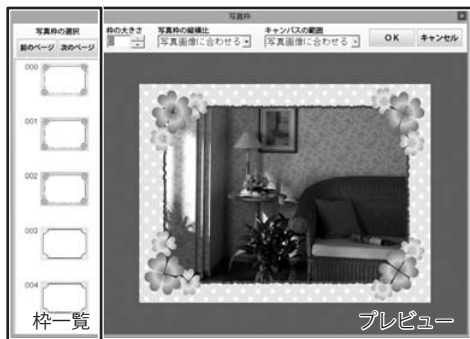 写真枠
写真枠の選択
前のページ 次のページ
枠の大きさ
写真枠の縦横比
写真画像に合わせる
キャンバスの範囲
写真画像に合わせる
OK
キャンセル
000
001
002
003
004
枠一覧
プレビュー